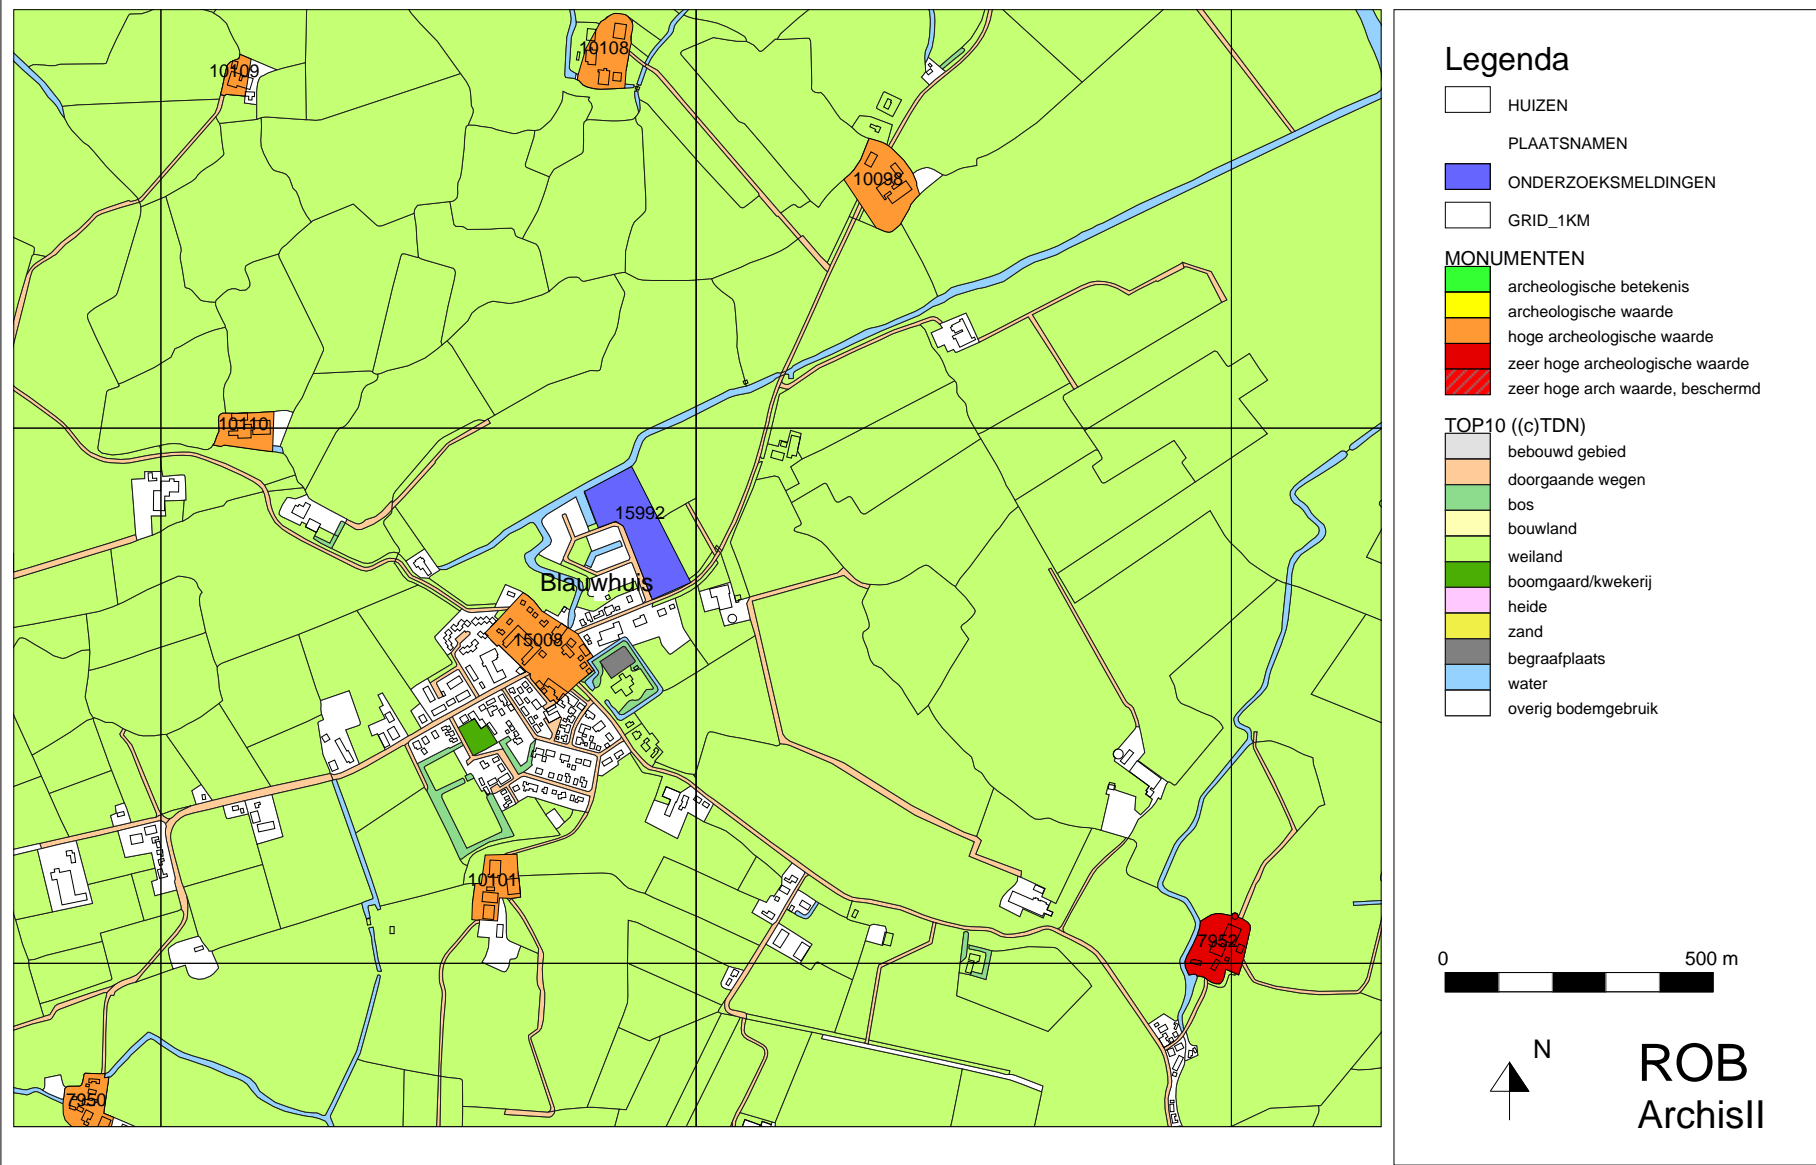 10108
10109
10098
10110
15992
Blauwhuis
15008
10101
7952
7950
Legenda
HUIZEN
PLAATSNAMEN
ONDERZOEKSMELDINGEN
GRID_1KM
MONUMENTEN
archeologische betekenis
archeologische waarde
hoge archeologische waarde
zeer hoge archeologische waarde
zeer hoge arch waarde, beschermd
TOP10 ((c)TDN)
bebouwd gebied
doorgaande wegen
bos
bouwland
weiland
boomgaard/kwekerij
heide
zand
begraafplaats
water
overig bodemgebruik
0 500 m
N
ROB
ArchisII